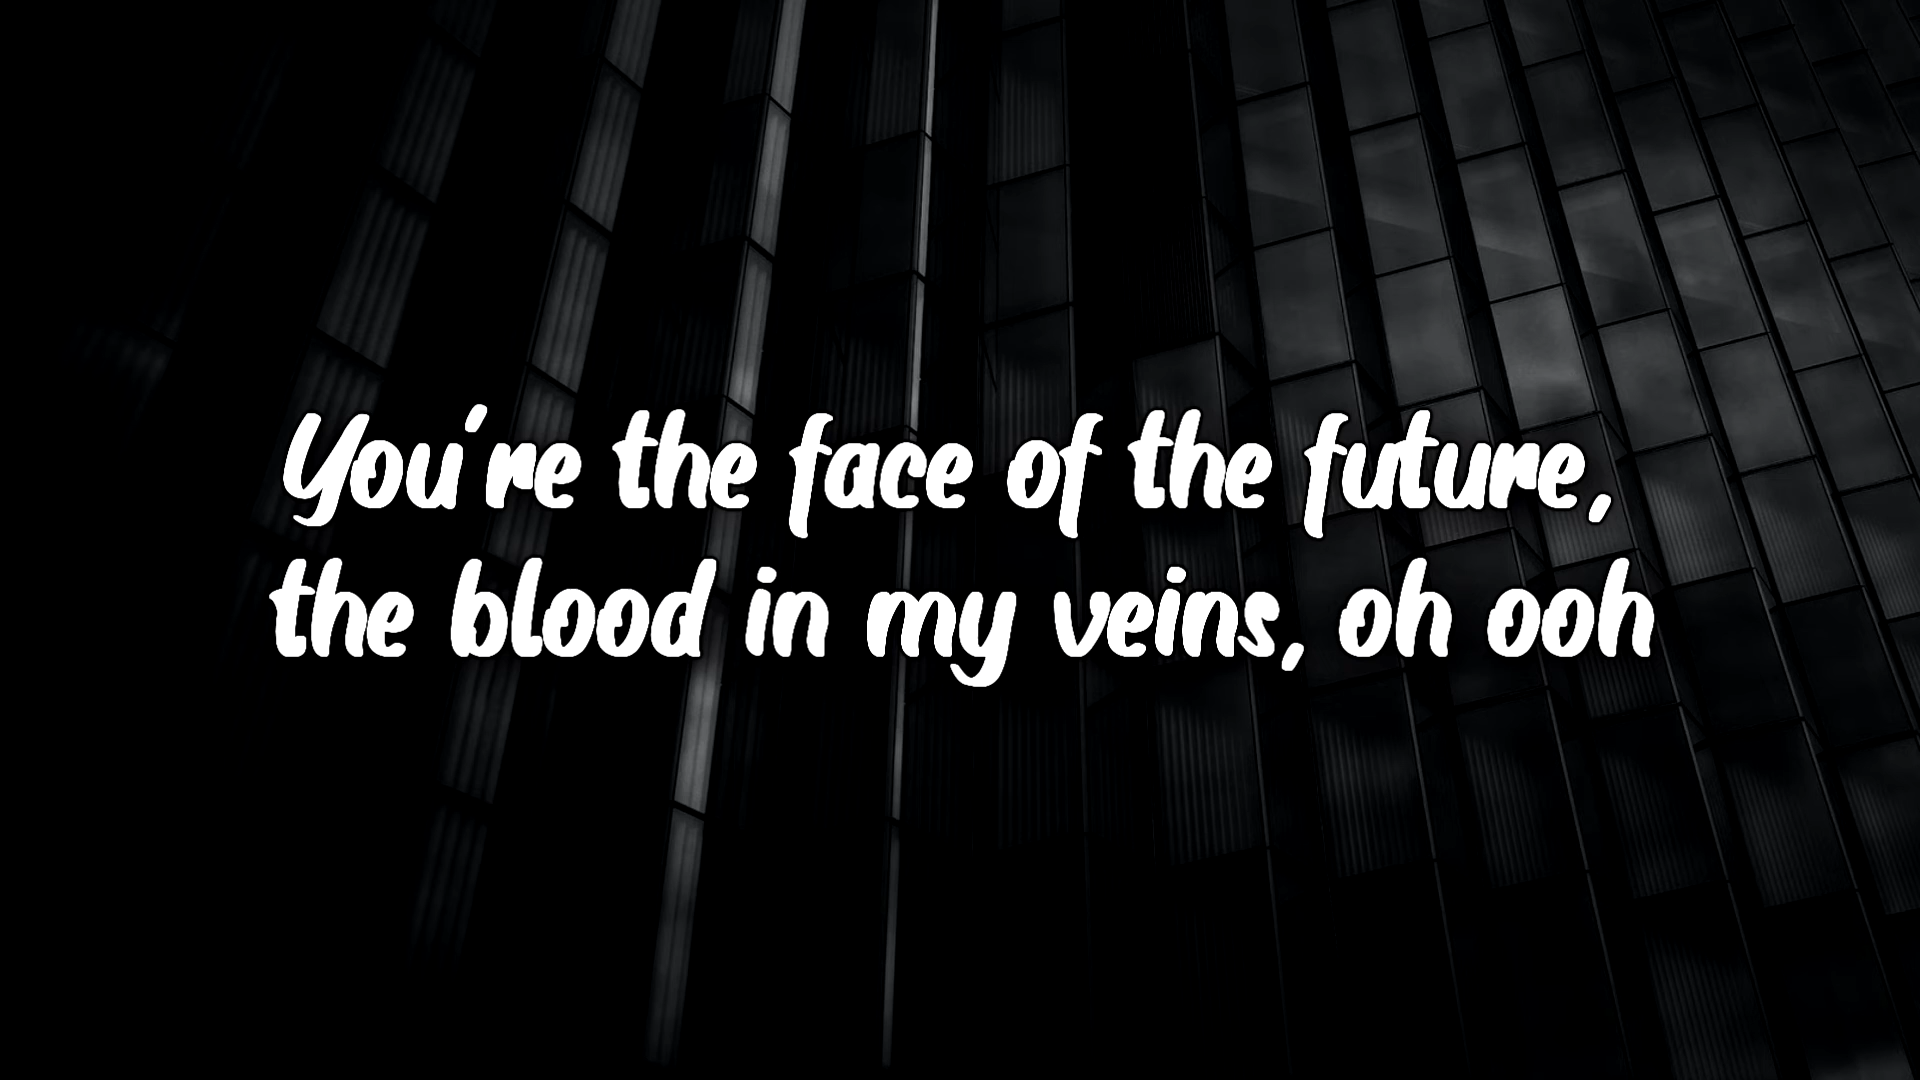 You're the face of the future,
the blood in my veins, oh ooh